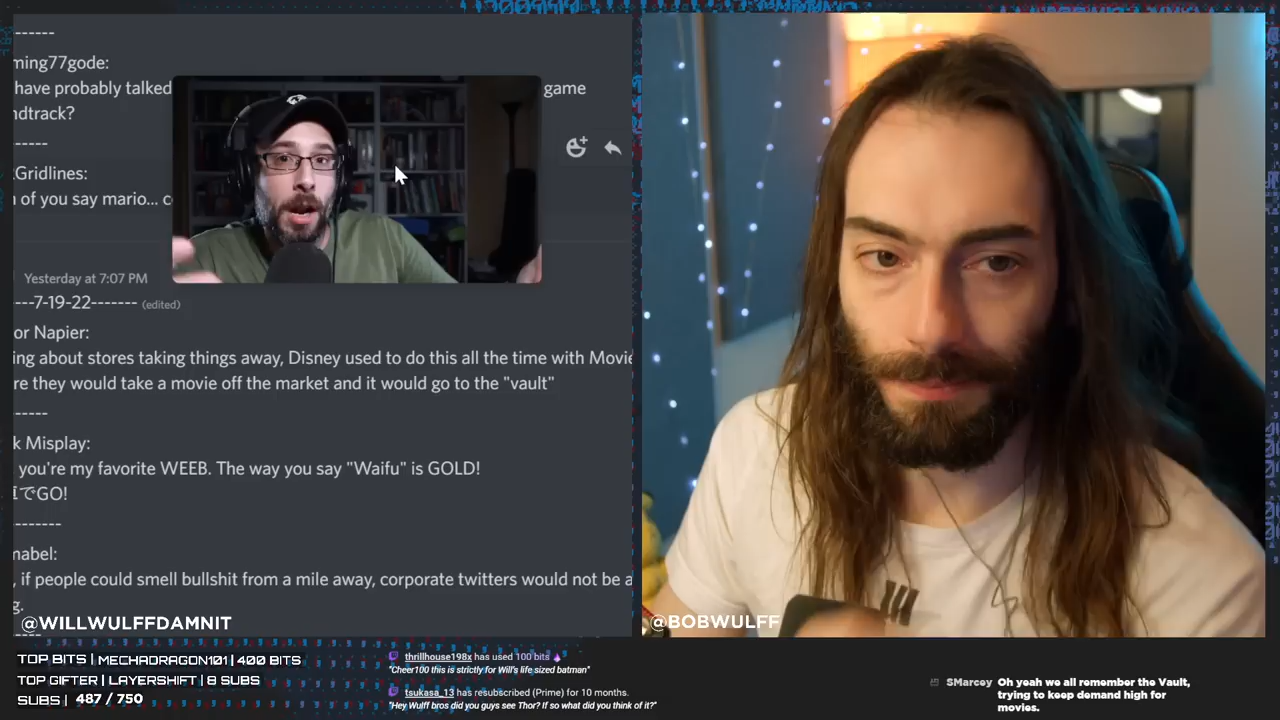 ming77gode:
have probably talked game
ndtrack?
Gridlines:
of you say mario... c
Yesterday at 7:07 PM
----7-19-22------- (edited)
or Napier:
ing about stores taking things away, Disney used to do this all the time with Movie
re they would take a movie off the market and it would go to the "vault"
k Misplay:
you're my favorite WEEB. The way you say "Waifu" is GOLD!
でGO!
mabel:
, if people could smell bullshit from a mile away, corporate twitters would not be a
g.
@WILLWULFFDAMNIT
@BOBWULFF
TOP BITS | MECHADRAGON101 | 400 BITS
TOP GIFTER | LAYERSHIFT | 8 SUBS
SUBS | 487 / 750
thrillhouse198x has used 100 bits
"Cheer100 this is strictly for Will's life sized batman"
tsukasa_13 has resubscribed (Prime) for 10 months.
"Hey Wulff bros did you guys see Thor? If so what did you think of it?"
SMarcey Oh yeah we all remember the Vault,
trying to keep demand high for
movies.